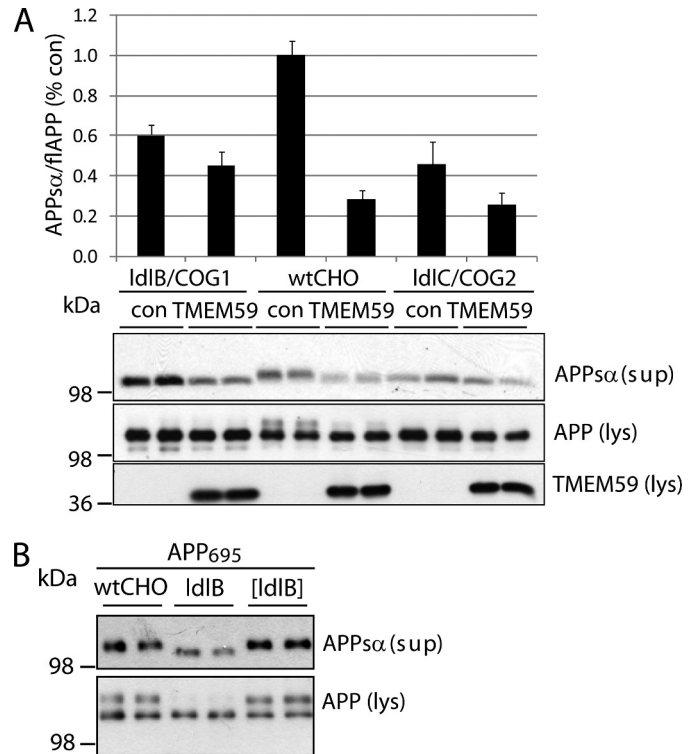 A
APPsα/flAPP (% con)
1.2
1.0
0.8
0.6
0.4
0.2
0.0
ldlB/COG1 wtCHO ldlC/COG2
kDa
con TMEM59 con TMEM59 con TMEM59
98 APPsα (sup)
98 APP (lys)
36 TMEM59 (lys)
B
APP695
kDa
wtCHO ldlB [ldlB]
98 APPsα (sup)
98 APP (lys)